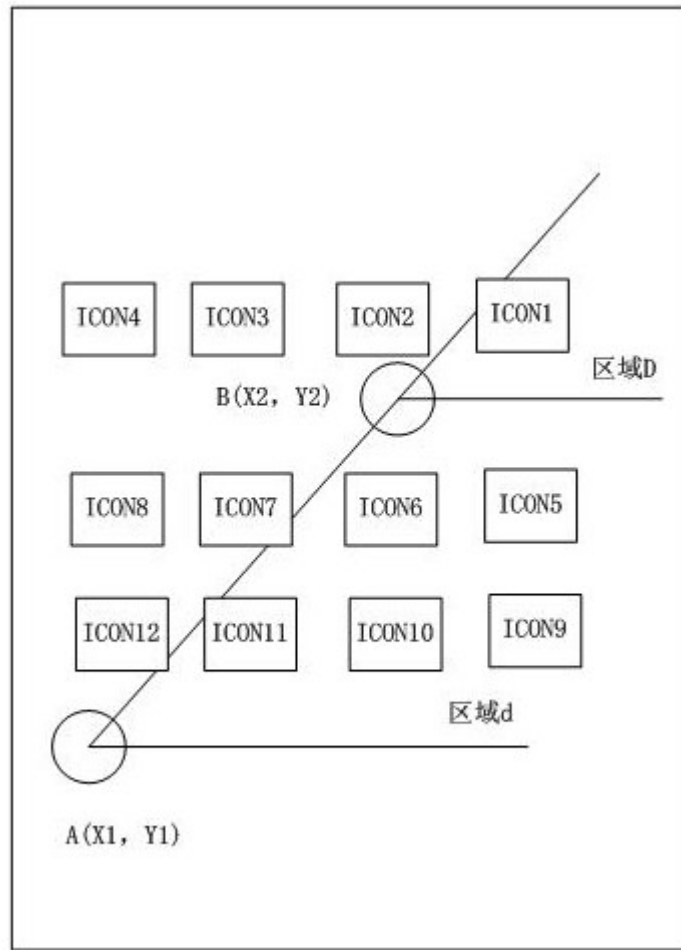 ICON4 ICON3 ICON2 ICON1
区域D
B(X2, Y2)
ICON8 ICON7 ICON6 ICON5
ICON12 ICON11 ICON10 ICON9
区域d
A(X1, Y1)